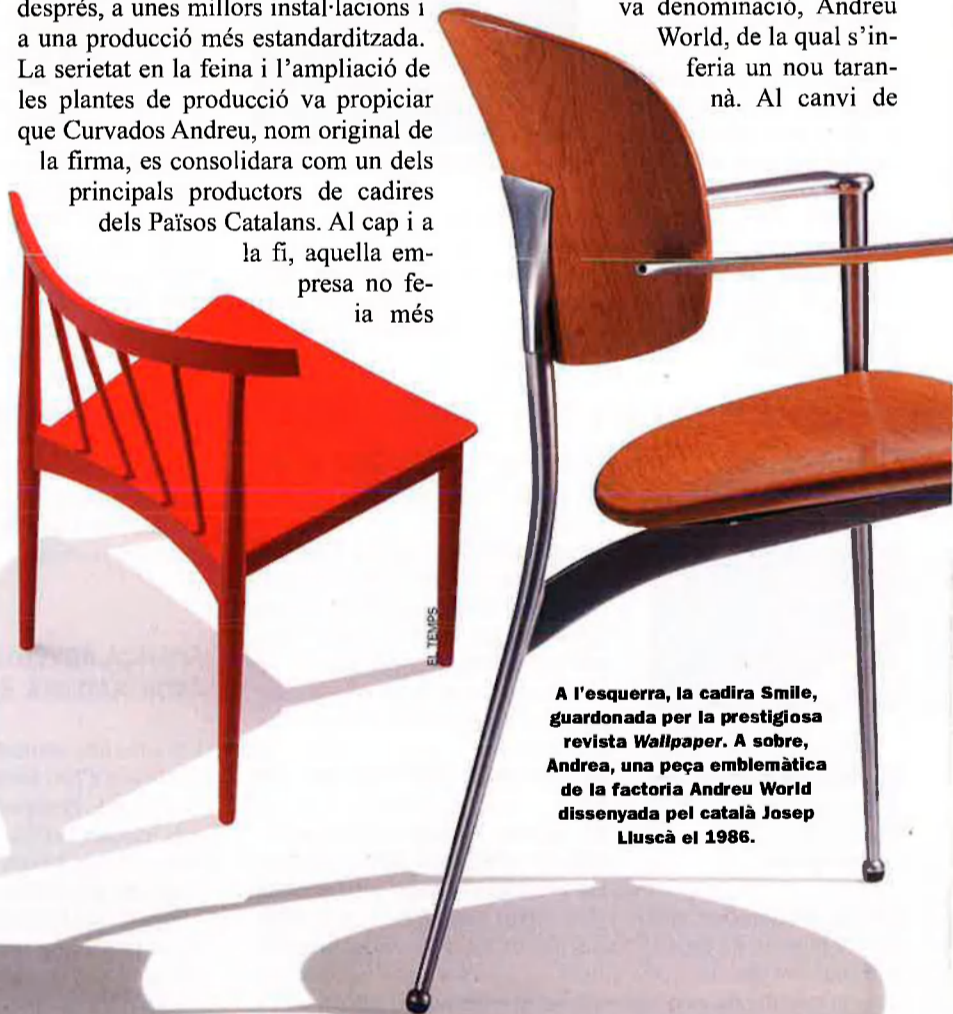 després, a unes millors instal·lacions i
a una producció més estandarditzada.
La serietat en la feina i l’ampliació de
les plantes de producció va propiciar
que Curvados Andreu, nom original de
la firma, es consolidara com un dels
principals productors de cadires
dels Països Catalans. Al cap i a
la fi, aquella em-
presa no fe-
ia més
va denominació, Andreu
World, de la qual s’in-
feria un nou taran-
nà. Al canvi de
EL TEMPS
A l’esquerra, la cadira Smile,
guardonada per la prestigiosa
revista Wallpaper. A sobre,
Andrea, una peça emblemàtica
de la factoria Andreu World
dissenyada pel català Josep
Lluscà el 1986.